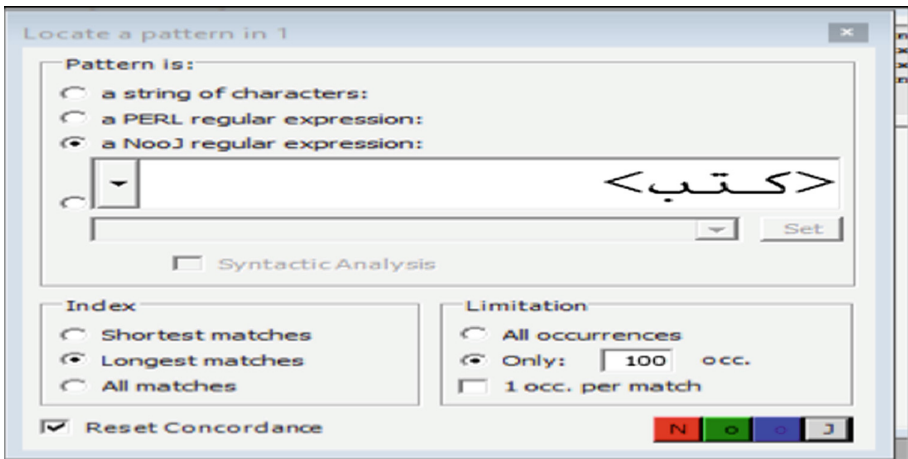 Locate a pattern in 1
Pattern is:
a string of characters:
a PERL regular expression:
a NooJ regular expression:
<كتب>
Set
Syntactic Analysis
Index
Shortest matches
Longest matches
All matches
Limitation
All occurrences
Only: 100 occ.
1 occ. per match
Reset Concordance
N o o J